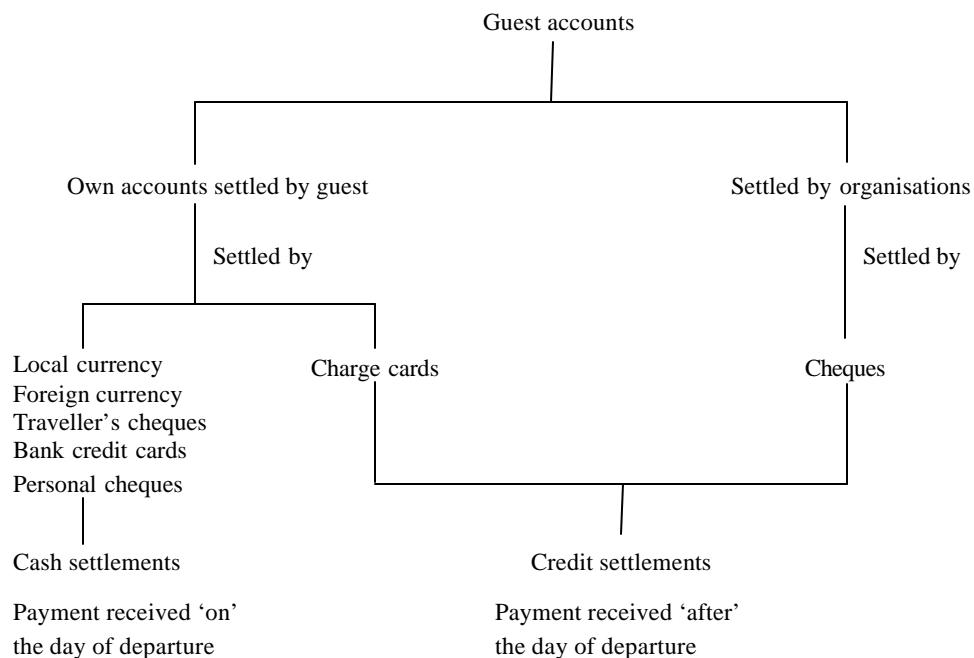 Guest accounts
Own accounts settled by guest
Settled by organisations
Settled by
Settled by
Local currency
Foreign currency
Traveller’s cheques
Bank credit cards
Personal cheques
Charge cards
Cheques
Cash settlements
Credit settlements
Payment received ‘on’
the day of departure
Payment received ‘after’
the day of departure